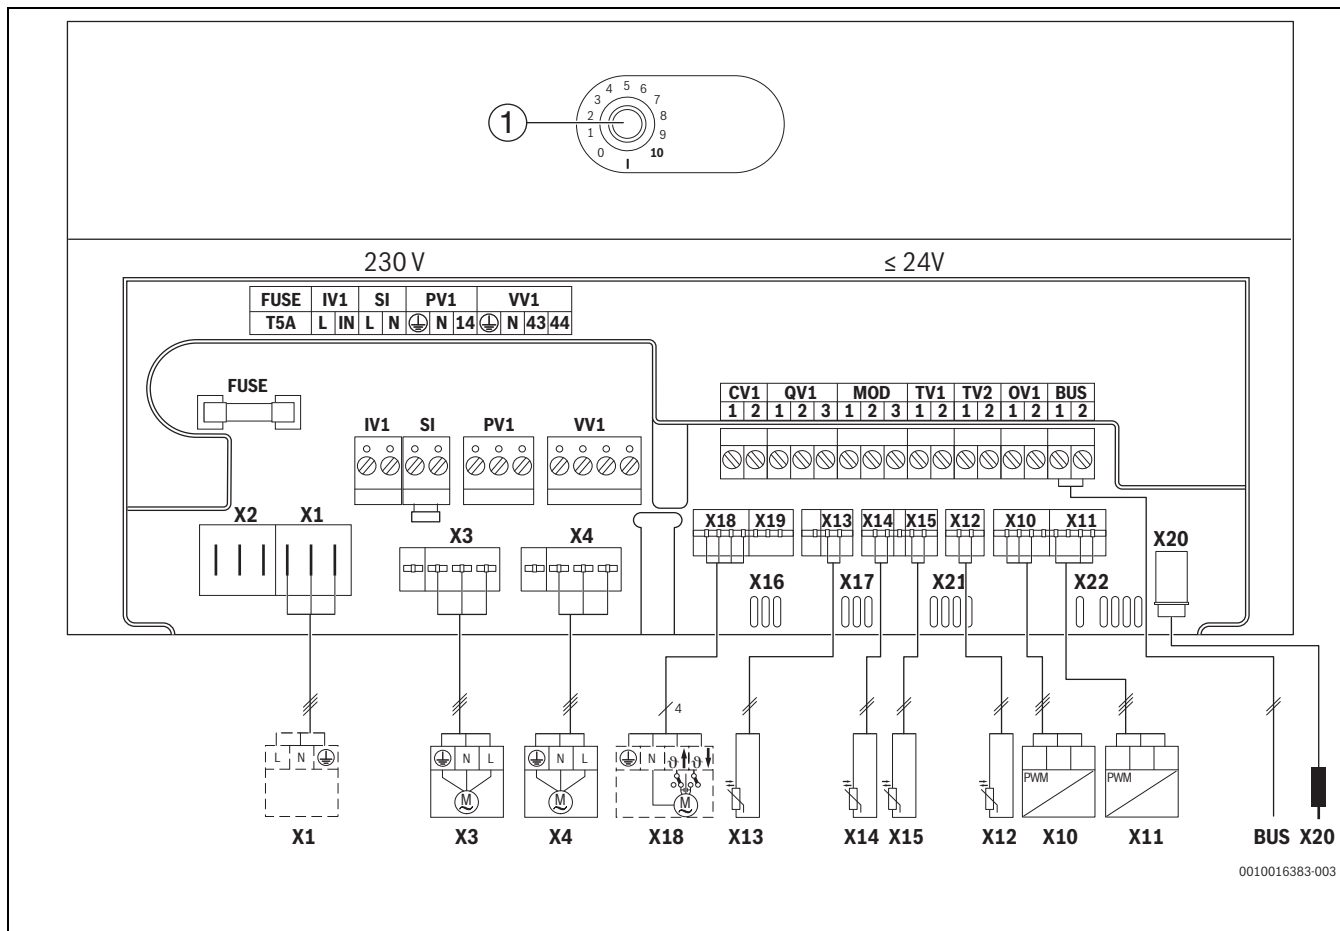 4 5 6
3 7
2 8
1 9
0 I 10
1
230 V ≤ 24V
FUSE IV1 SI PV1 VV1
T5A L IN L N N 14 N 43 44
FUSE
CV1 QV1 MOD TV1 TV2 OV1 BUS
1 2 1 2 3 1 2 3 1 2 1 2 1 2 1 2
IV1 SI PV1 VV1
X2 X1
X3 X4
X18 X19 X13 X14 X15 X12 X10 X11
X20
X16 X17 X21 X22
4
L N
N L
N L
N ϑ ϑ
M
M
M
PWM
PWM
X1 X3 X4 X18 X13 X14 X15 X12 X10 X11 BUS X20
0010016383-003